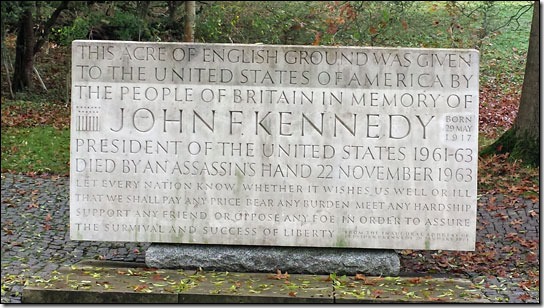 THIS ACRE OF ENGLISH GROUND WAS GIVEN
TO THE UNITED STATES OF AMERICA BY
THE PEOPLE OF BRITAIN IN MEMORY OF
JOHN F. KENNEDY
BORN
29 MAY
1917
PRESIDENT OF THE UNITED STATES 1961-63
DIED BY AN ASSASSIN'S HAND 22 NOVEMBER 1963
LET EVERY NATION KNOW, WHETHER IT WISHES US WELL OR ILL
THAT WE SHALL PAY ANY PRICE, BEAR ANY BURDEN, MEET ANY HARDSHIP
SUPPORT ANY FRIEND OR OPPOSE ANY FOE, IN ORDER TO ASSURE
THE SURVIVAL AND SUCCESS OF LIBERTY
FROM THE INAUGURAL ADDRESS